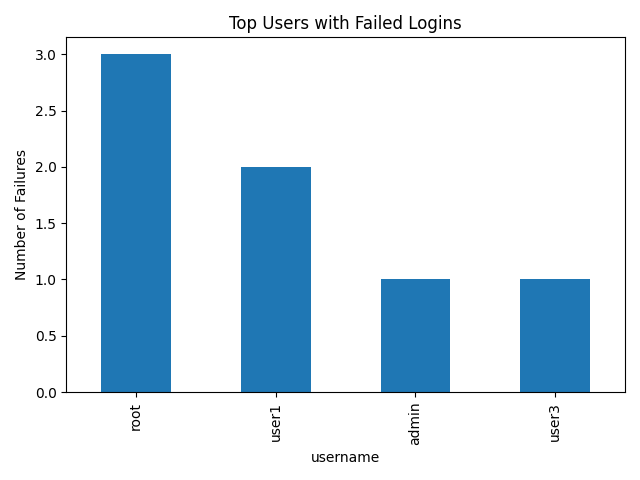 Top Users with Failed Logins
Number of Failures
3.0
2.5
2.0
1.5
1.0
0.5
0.0
root
user1
admin
user3
username